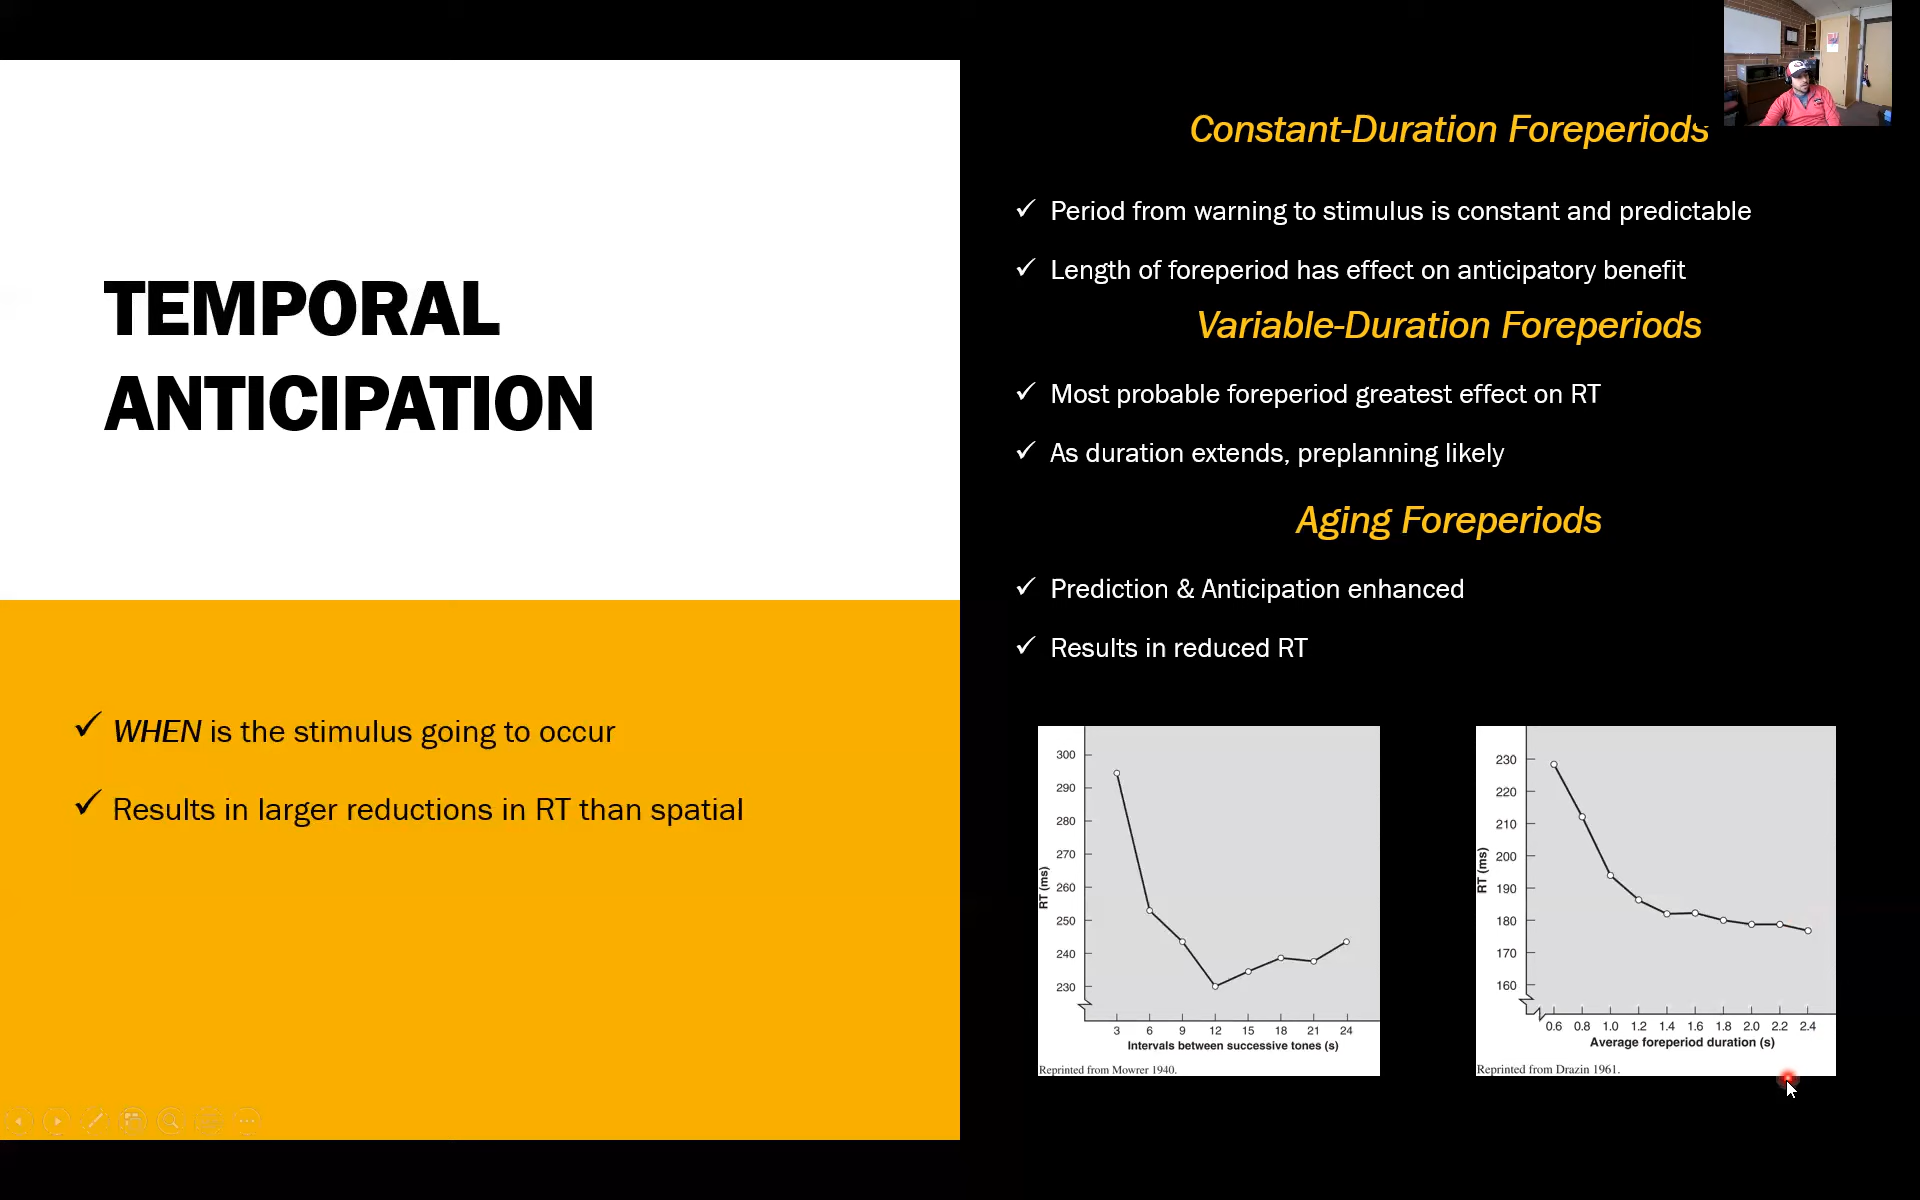 TEMPORAL
ANTICIPATION
✓ WHEN is the stimulus going to occur
✓ Results in larger reductions in RT than spatial
Constant-Duration Foreperiods
✓ Period from warning to stimulus is constant and predictable
✓ Length of foreperiod has effect on anticipatory benefit
Variable-Duration Foreperiods
✓ Most probable foreperiod greatest effect on RT
✓ As duration extends, preplanning likely
Aging Foreperiods
✓ Prediction & Anticipation enhanced
✓ Results in reduced RT
RT (ms)
300
290
280
270
260
250
240
230
3 6 9 12 15 18 21 24
Intervals between successive tones (s)
Reprinted from Mowrer 1940.
RT (ms)
230
220
210
200
190
180
170
160
0.6 0.8 1.0 1.2 1.4 1.6 1.8 2.0 2.2 2.4
Average foreperiod duration (s)
Reprinted from Drazin 1961.